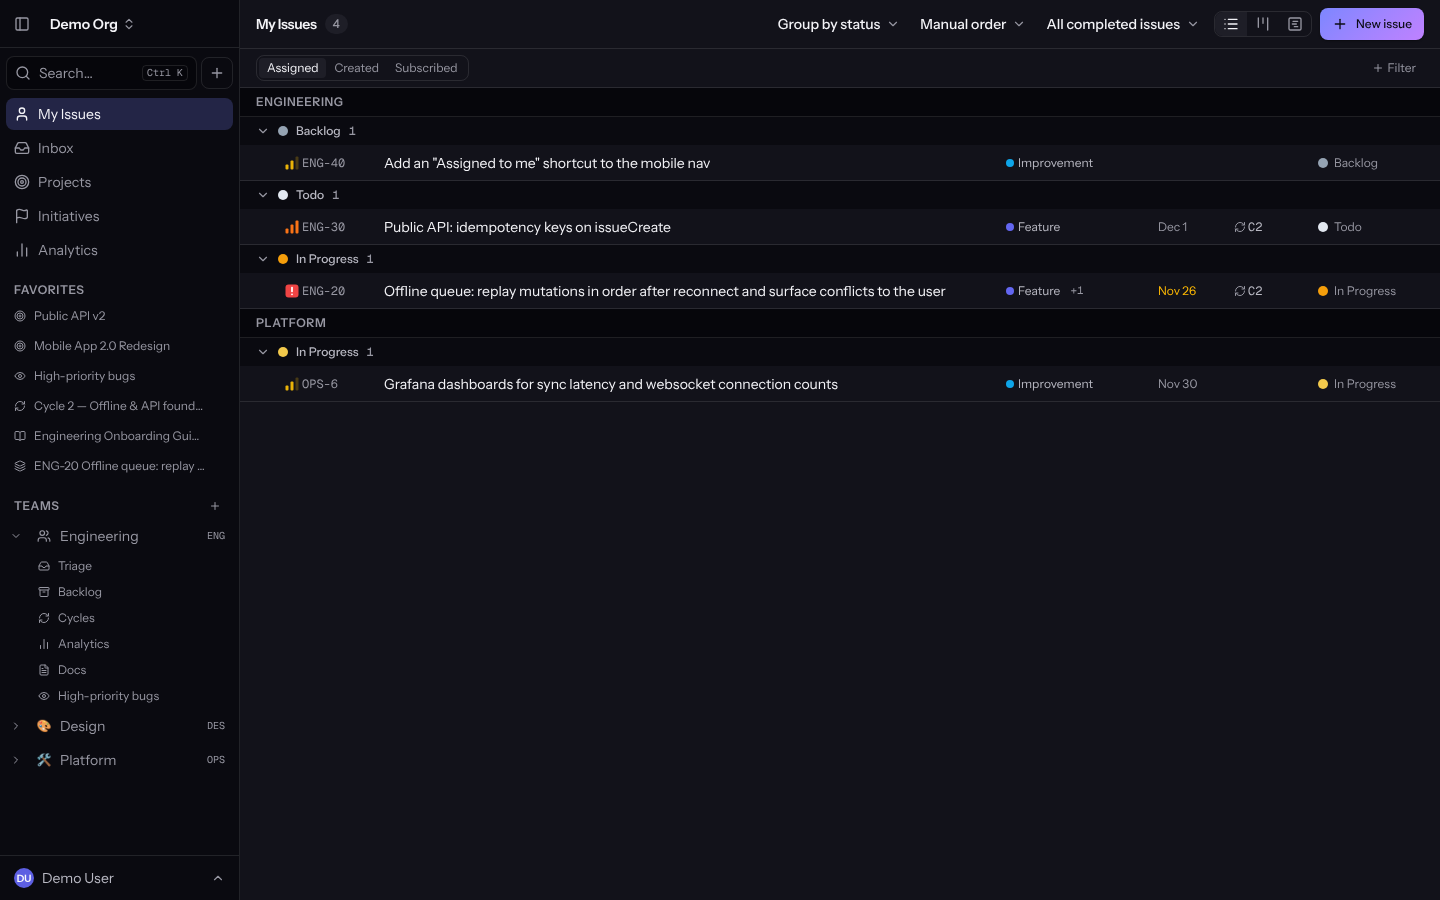 Demo Org
Search...
Ctrl K
My Issues
Inbox
Projects
Initiatives
Analytics
FAVORITES
Public API v2
Mobile App 2.0 Redesign
High-priority bugs
Cycle 2 — Offline & API found...
Engineering Onboarding Gui...
ENG-20 Offline queue: replay ...
TEAMS
Engineering ENG
Triage
Backlog
Cycles
Analytics
Docs
High-priority bugs
Design DES
Platform OPS
DU Demo User
My Issues 4
Group by status
Manual order
All completed issues
New issue
Assigned Created Subscribed
Filter
ENGINEERING
Backlog 1
ENG-40 Add an "Assigned to me" shortcut to the mobile nav Improvement Backlog
Todo 1
ENG-30 Public API: idempotency keys on issueCreate Feature Dec 1 C2 Todo
In Progress 1
ENG-20 Offline queue: replay mutations in order after reconnect and surface conflicts to the user Feature +1 Nov 26 C2 In Progress
PLATFORM
In Progress 1
OPS-6 Grafana dashboards for sync latency and websocket connection counts Improvement Nov 30 In Progress